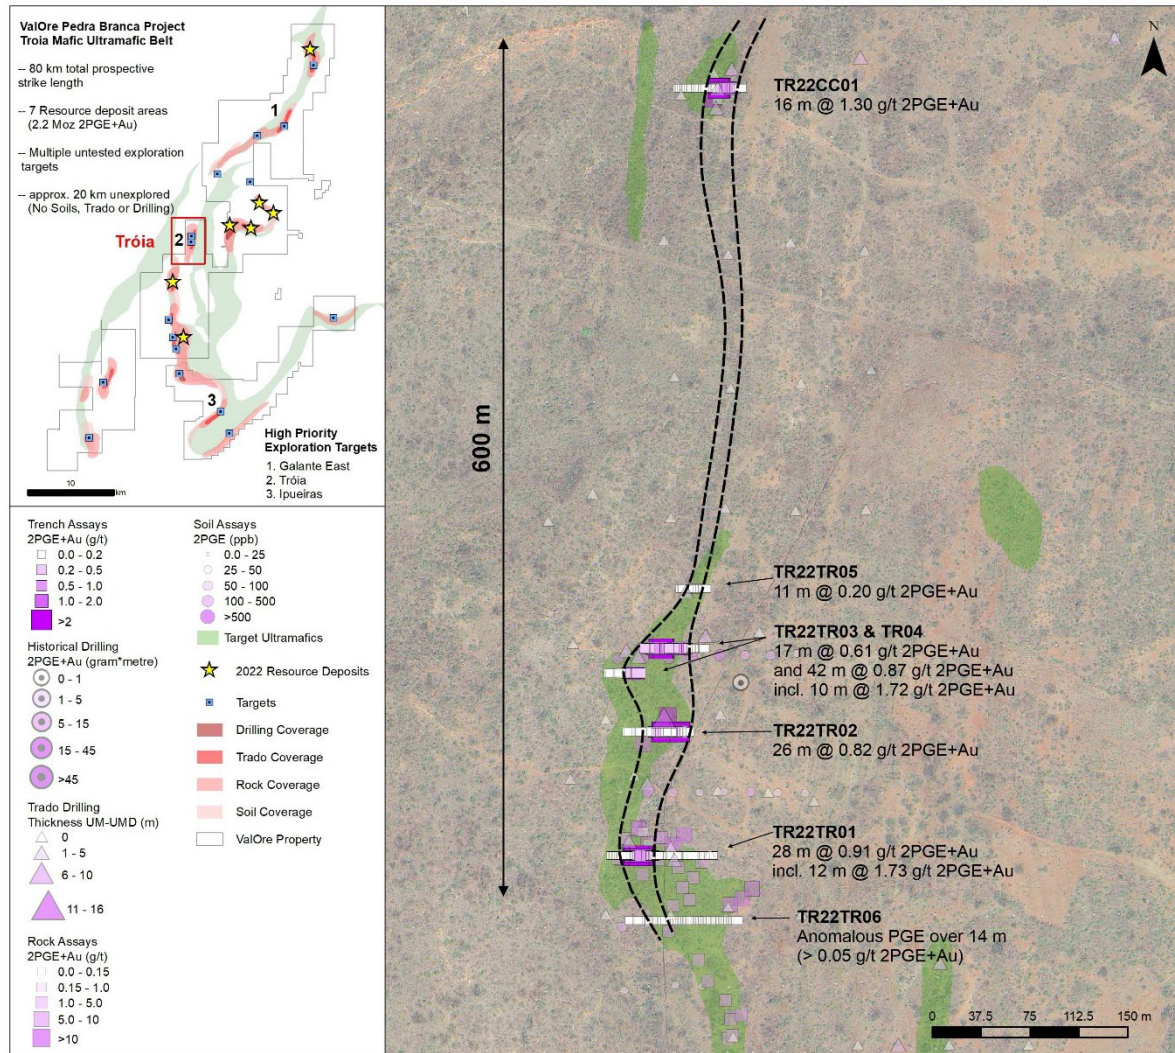 ValOre Pedra Branca Project
Troia Mafic Ultramafic Belt
-- 80 km total prospective
strike length
-- 7 Resource deposit areas
(2.2 Moz 2PGE+Au)
-- Multiple untested exploration
targets
-- approx. 20 km unexplored
(No Soils, Trado or Drilling)
1
Tróia
2
3
High Priority
Exploration Targets
1. Galante East
2. Tróia
3. Ipueiras
10
km
Trench Assays
2PGE+Au (g/t)
0.0 - 0.2
0.2 - 0.5
0.5 - 1.0
1.0 - 2.0
>2
Historical Drilling
2PGE+Au (gram*metre)
0 - 1
1 - 5
5 - 15
15 - 45
>45
Trado Drilling
Thickness UM-UMD (m)
0
1 - 5
6 - 10
11 - 16
Rock Assays
2PGE+Au (g/t)
0.0 - 0.15
0.15 - 1.0
1.0 - 5.0
5.0 - 10
>10
Soil Assays
2PGE (ppb)
0.0 - 25
25 - 50
50 - 100
100 - 500
>500
Target Ultramafics
2022 Resource Deposits
Targets
Drilling Coverage
Trado Coverage
Rock Coverage
Soil Coverage
ValOre Property
N
600 m
TR22CC01
16 m @ 1.30 g/t 2PGE+Au
TR22TR05
11 m @ 0.20 g/t 2PGE+Au
TR22TR03 & TR04
17 m @ 0.61 g/t 2PGE+Au
and 42 m @ 0.87 g/t 2PGE+Au
incl. 10 m @ 1.72 g/t 2PGE+Au
TR22TR02
26 m @ 0.82 g/t 2PGE+Au
TR22TR01
28 m @ 0.91 g/t 2PGE+Au
incl. 12 m @ 1.73 g/t 2PGE+Au
TR22TR06
Anomalous PGE over 14 m
(> 0.05 g/t 2PGE+Au)
0 37.5 75 112.5 150 m